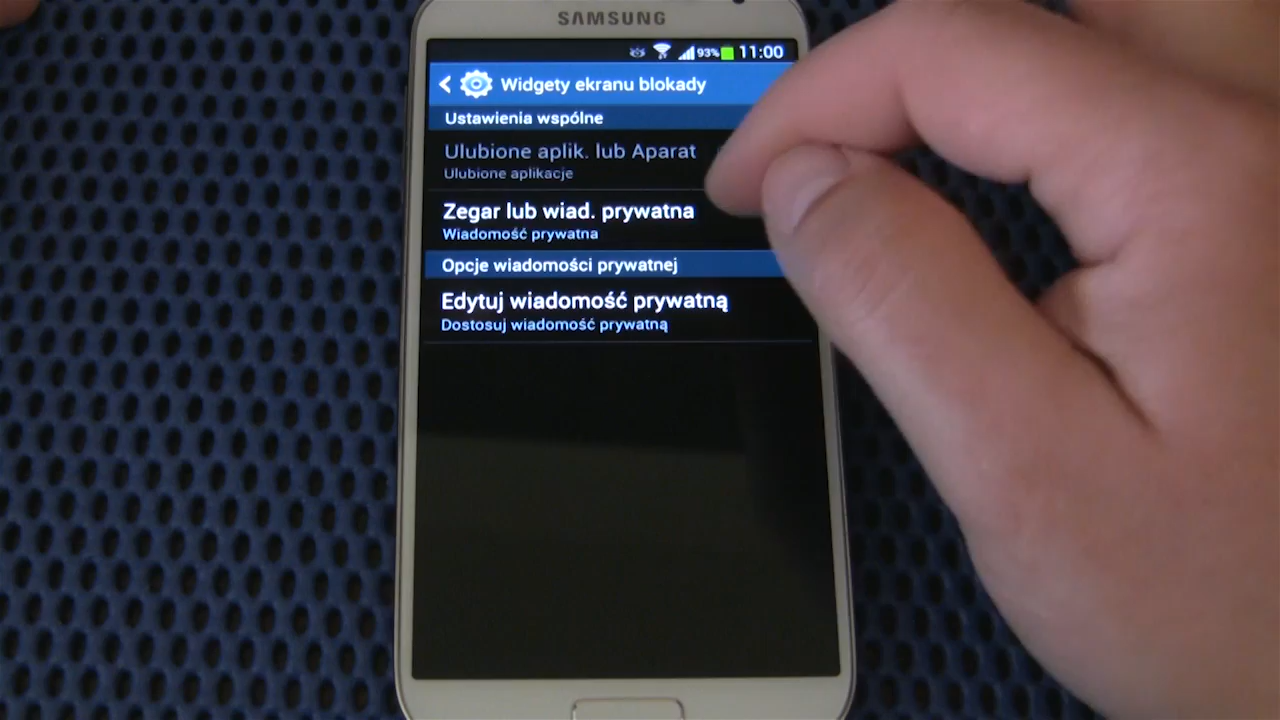 SAMSUNG
93% 11:00
Widgety ekranu blokady
Ustawienia wspólne
Ulubione aplik. lub Aparat
Ulubione aplikacje
Zegar lub wiad. prywatna
Wiadomość prywatna
Opcje wiadomości prywatnej
Edytuj wiadomość prywatną
Dostosuj wiadomość prywatną